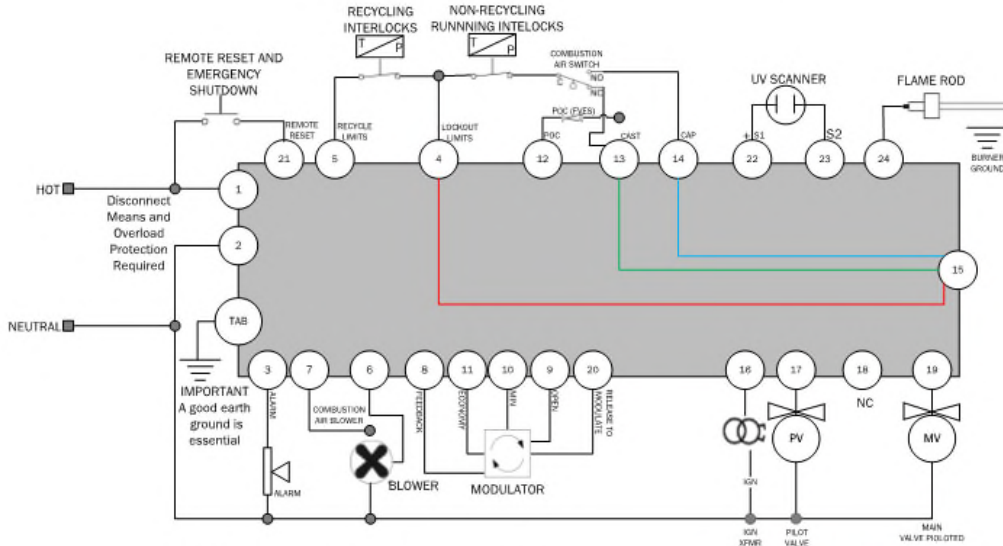 RECYCLING
INTERLOCKS
NON-RECYCLING
RUNNNING INTELOCKS
T
P
T
P
REMOTE RESET AND
EMERGENCY
SHUTDOWN
COMBUSTION
AIR SWITCH
C
NO
NC
UV SCANNER
FLAME ROD
POC (FVES)
REMOTE
RESET
RECYCLE
LIMITS
LOCKOUT
LIMITS
POC
CAST
CAP
+ S1
S2
BURNER
GROUND
21
5
4
12
13
14
22
23
24
HOT
1
Disconnect
Means and
Overload
Protection
Required
2
15
NEUTRAL
TAB
IMPORTANT
A good earth
ground is
essential
3
7
6
8
11
10
9
20
16
17
18
19
NC
ALARM
COMBUSTION
AIR BLOWER
FEEDBACK
ECONOMY
MIN
OPEN
RELEASE TO
MODULATE
PV
MV
ALARM
BLOWER
MODULATOR
IGN
IGN
XFMR
PILOT
VALVE
MAIN
VALVE PIOLOTED